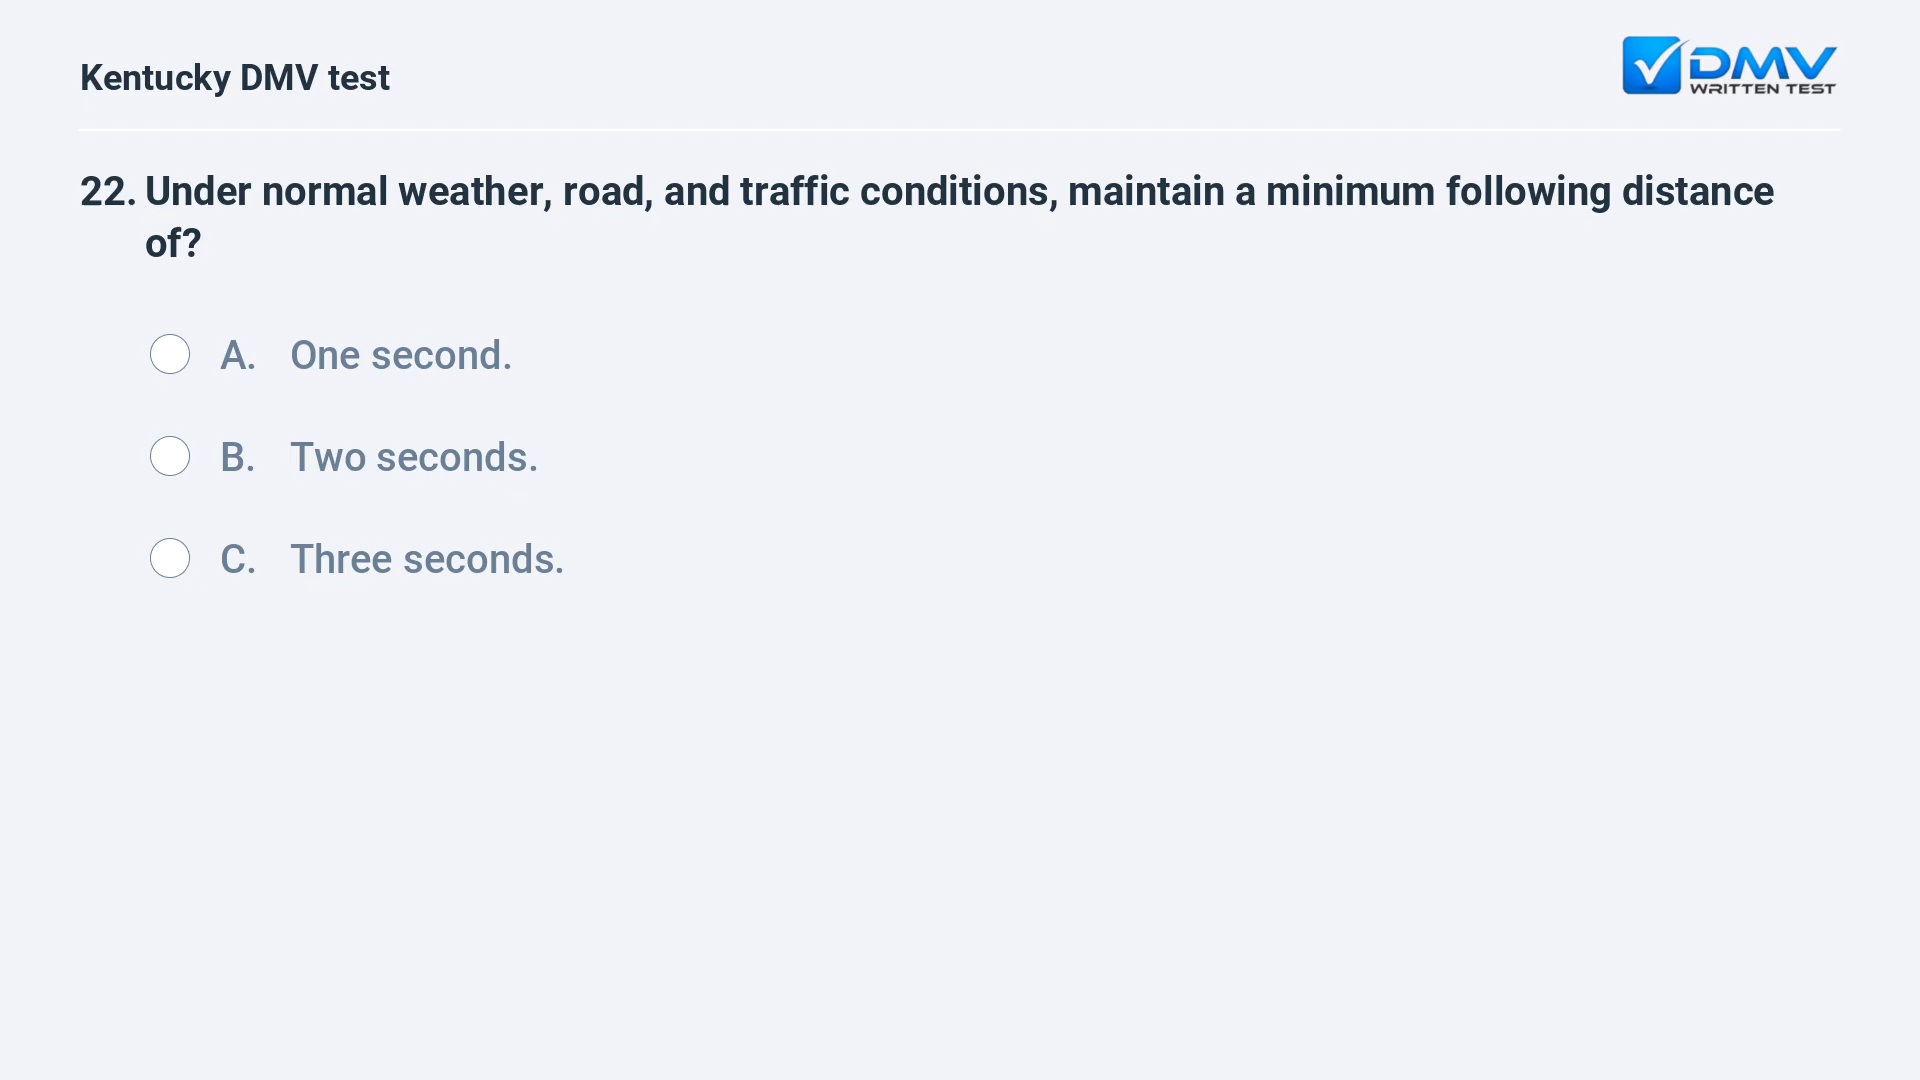 Kentucky DMV test
DMV
WRITTEN TEST
22. Under normal weather, road, and traffic conditions, maintain a minimum following distance
of?
A. One second.
B. Two seconds.
C. Three seconds.